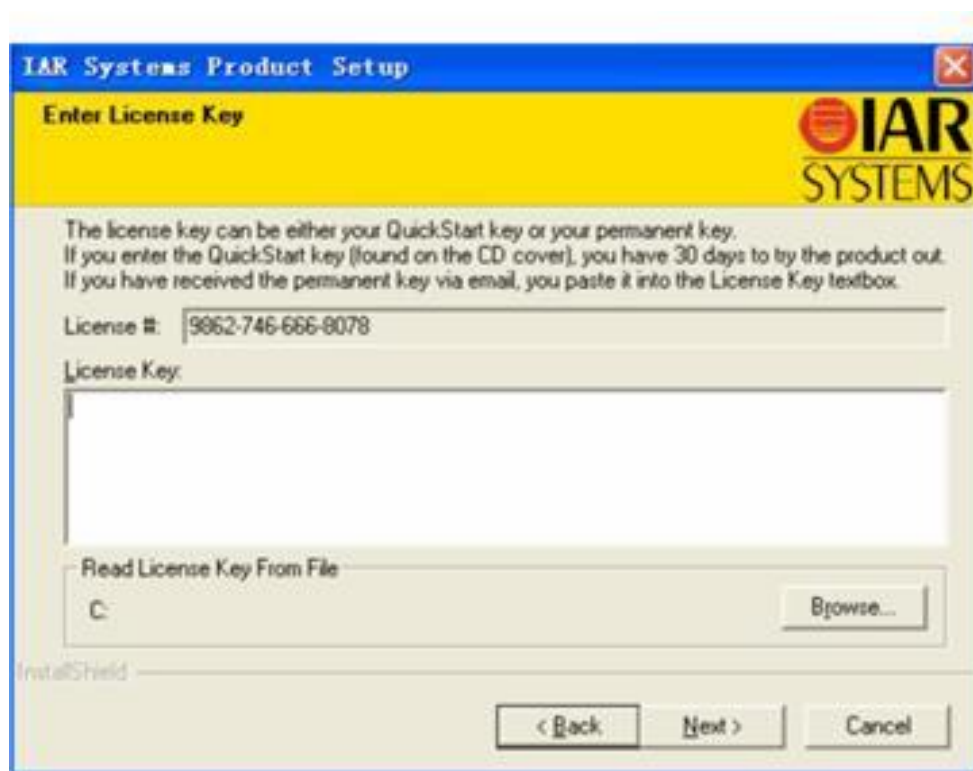 IAR Systems Product Setup
Enter License Key
IAR
SYSTEMS
The license key can be either your QuickStart key or your permanent key.
If you enter the QuickStart key (found on the CD cover), you have 30 days to try the product out.
If you have received the permanent key via email, you paste it into the License Key textbox.
License #: 9862-746-666-8078
License Key:
Read License Key From File
C:
Browse...
InstallShield
< Back Next > Cancel